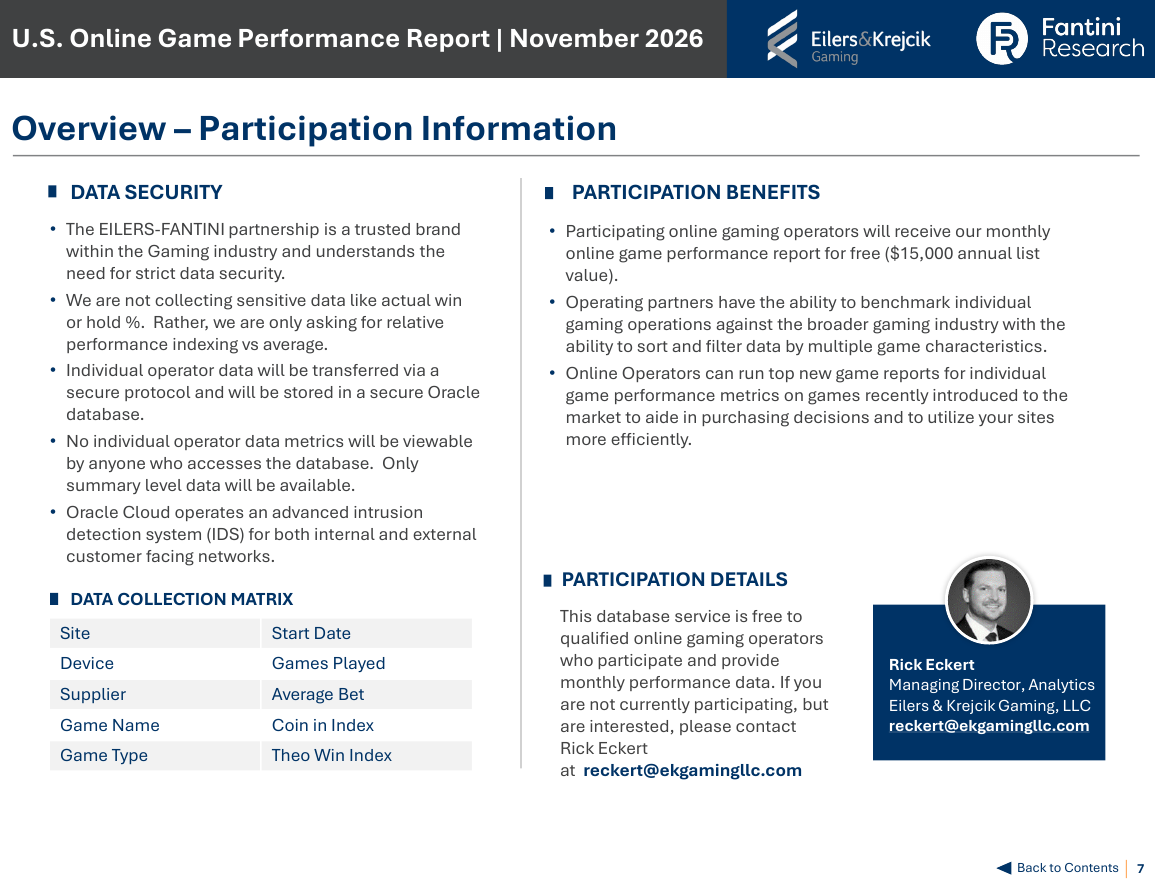 U.S. Online Game Performance Report | November 2026
Eilers&Krejcik
Gaming
Fantini
Research
Overview – Participation Information
DATA SECURITY
• The EILERS-FANTINI partnership is a trusted brand
within the Gaming industry and understands the
need for strict data security.
• We are not collecting sensitive data like actual win
or hold %.  Rather, we are only asking for relative
performance indexing vs average.
• Individual operator data will be transferred via a
secure protocol and will be stored in a secure Oracle
database.
• No individual operator data metrics will be viewable
by anyone who accesses the database.  Only
summary level data will be available.
• Oracle Cloud operates an advanced intrusion
detection system (IDS) for both internal and external
customer facing networks.
DATA COLLECTION MATRIX
Site Start Date
Device Games Played
Supplier Average Bet
Game Name Coin in Index
Game Type Theo Win Index
PARTICIPATION BENEFITS
• Participating online gaming operators will receive our monthly
online game performance report for free ($15,000 annual list
value).
• Operating partners have the ability to benchmark individual
gaming operations against the broader gaming industry with the
ability to sort and filter data by multiple game characteristics.
• Online Operators can run top new game reports for individual
game performance metrics on games recently introduced to the
market to aide in purchasing decisions and to utilize your sites
more efficiently.
PARTICIPATION DETAILS
This database service is free to
qualified online gaming operators
who participate and provide
monthly performance data. If you
are not currently participating, but
are interested, please contact
Rick Eckert
at  reckert@ekgamingllc.com
Rick Eckert
Managing Director, Analytics
Eilers & Krejcik Gaming, LLC
reckert@ekgamingllc.com
Back to Contents
7